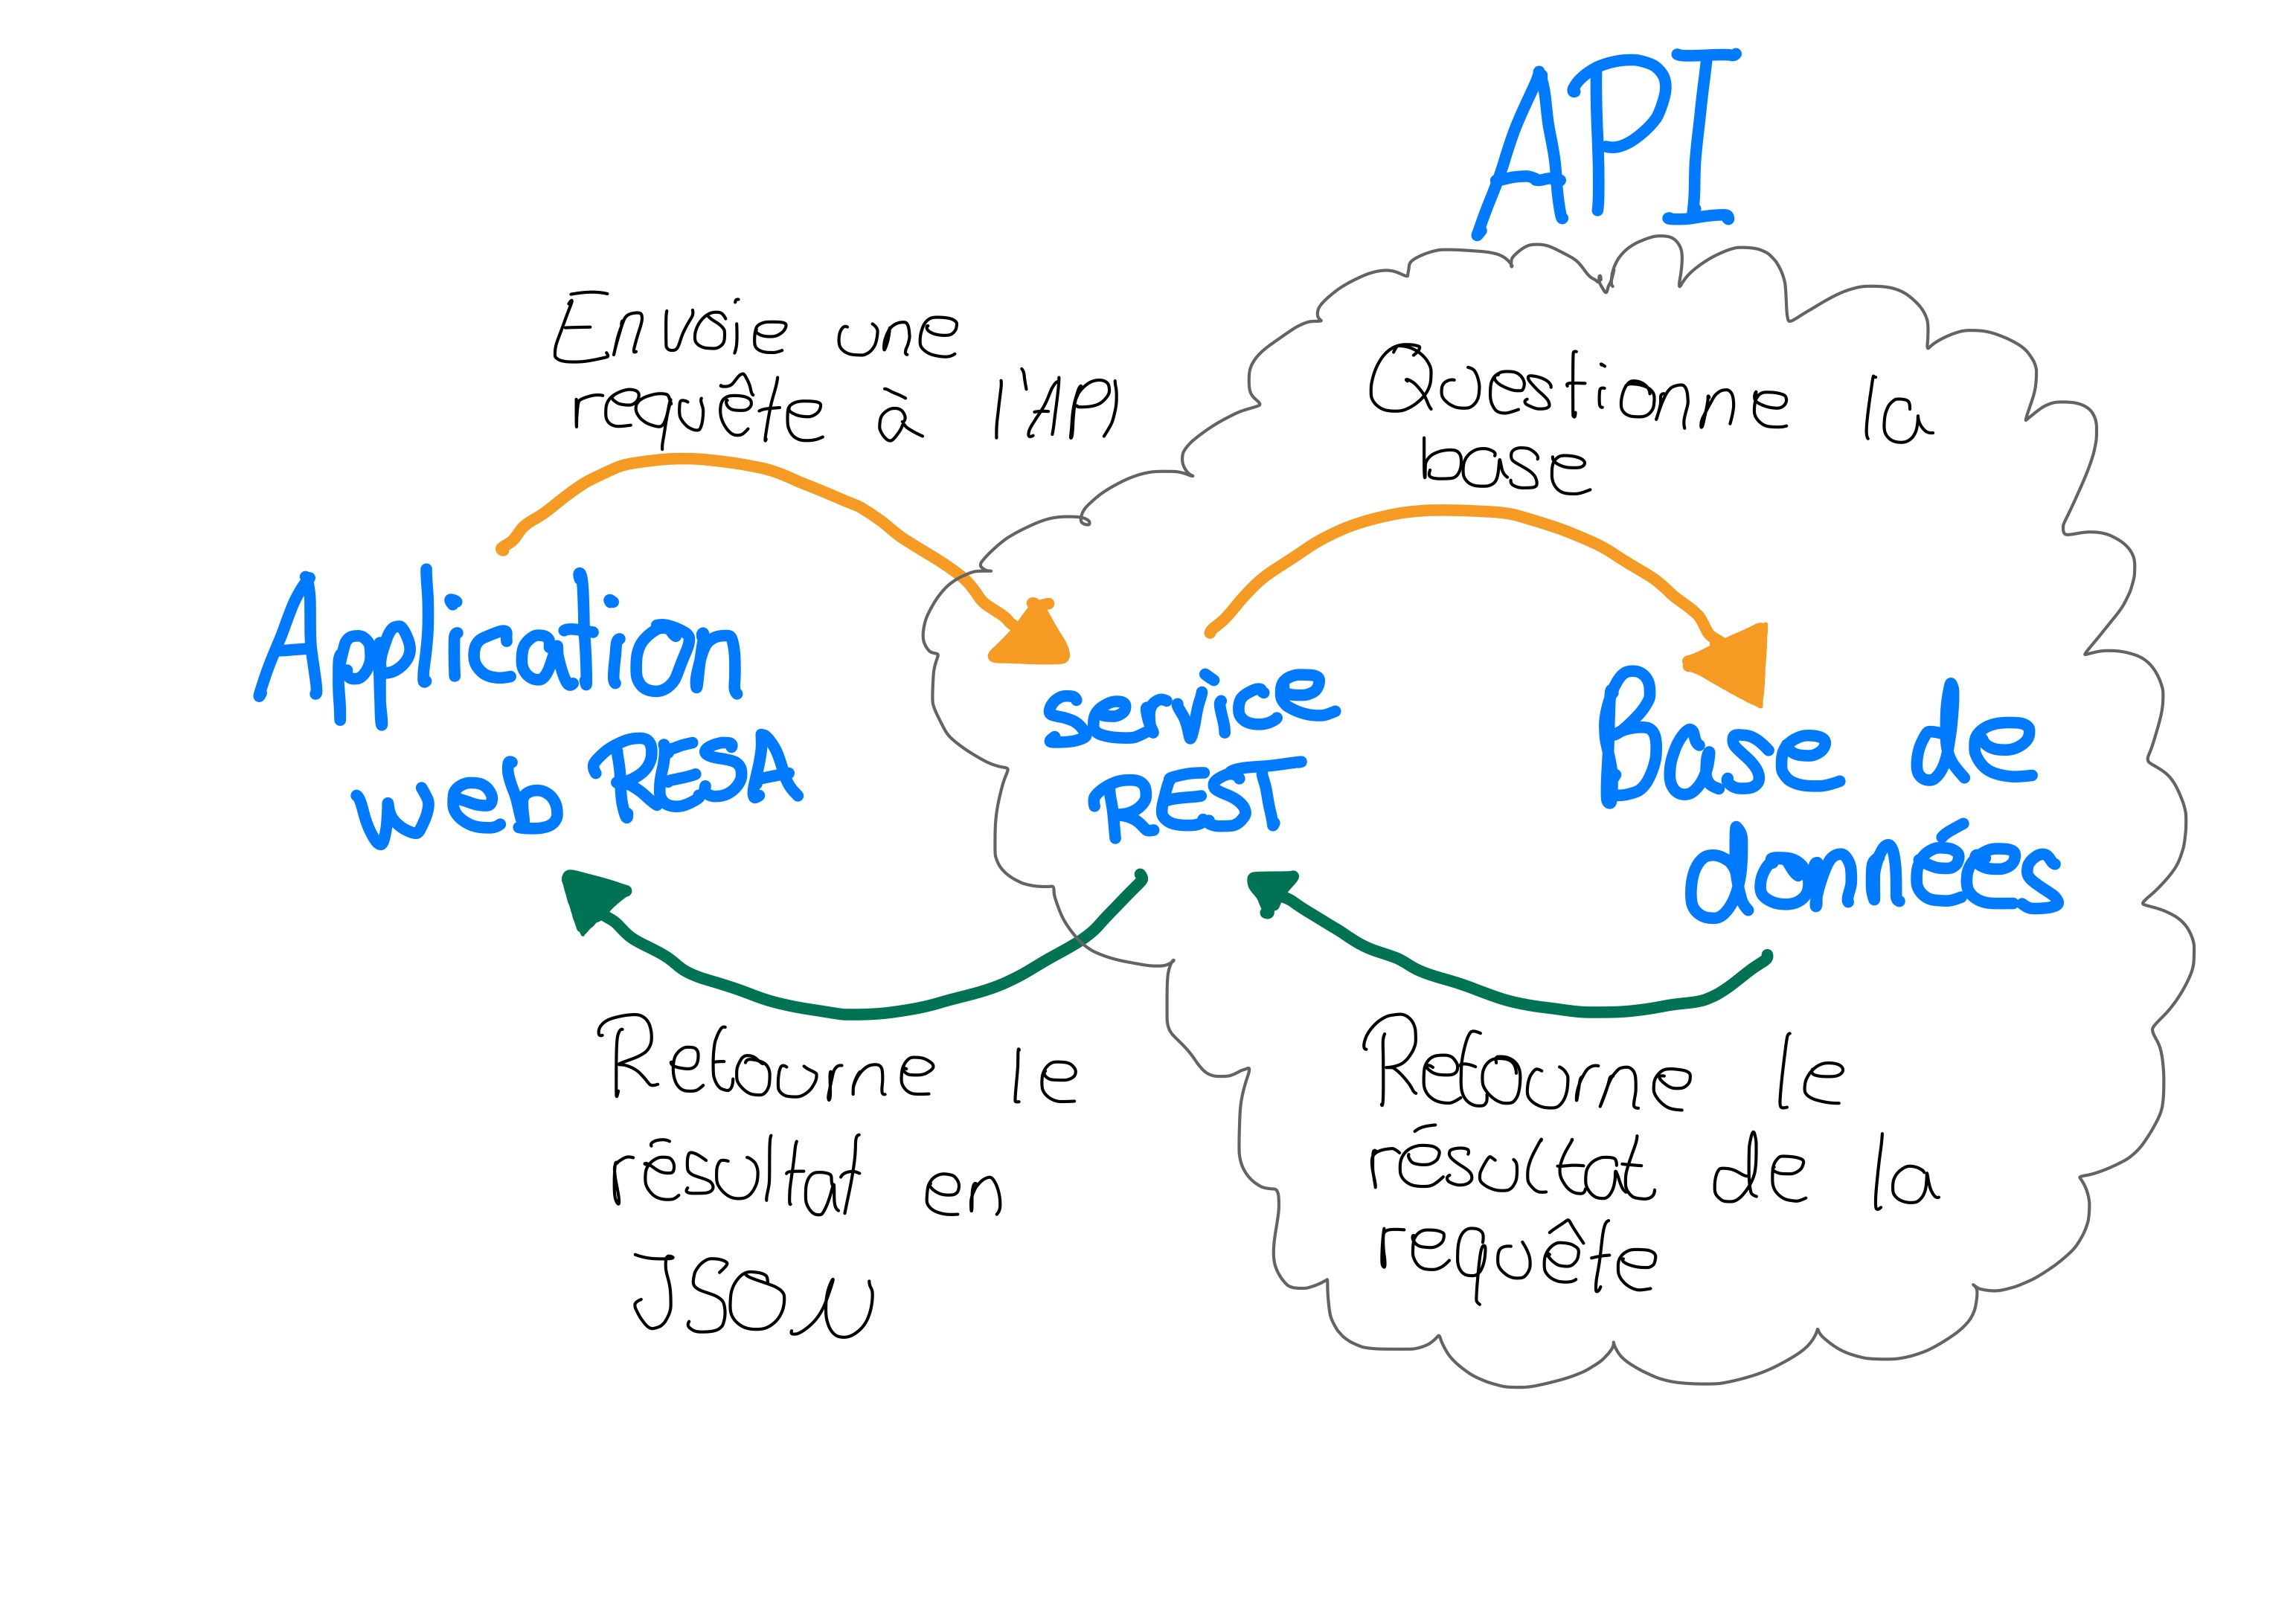 API
Envoie une
requête à l'API
Questionne la
base
Application
web RESA
service
REST
Base de
données
Retourne le
résultat en
JSON
Retourne le
résultat de la
requête